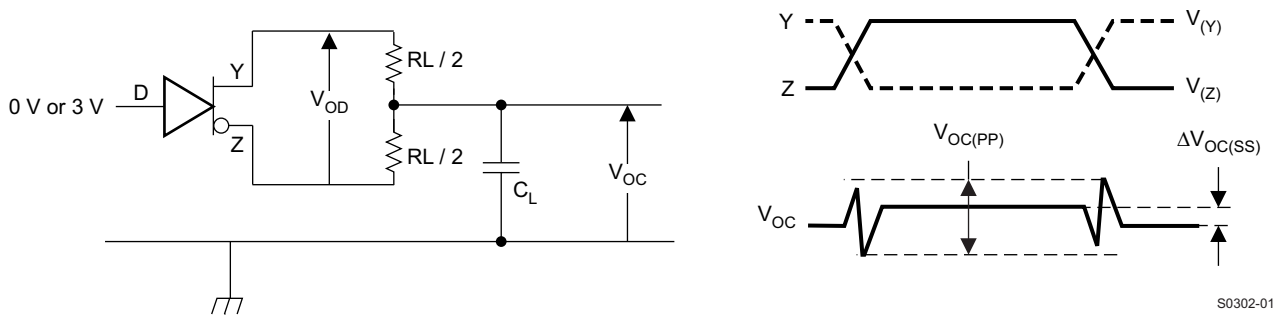 0 V or 3 V
D
Y
Z
V_OD
RL / 2
RL / 2
C_L
V_OC
Y
V_(Y)
Z
V_(Z)
V_OC(PP)
ΔV_OC(SS)
V_OC
S0302-01